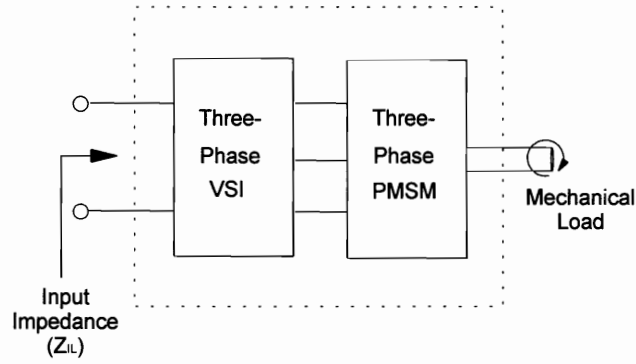 Three-
Phase
VSI
Three-
Phase
PMSM
Mechanical
Load
Input
Impedance
(ZIL)